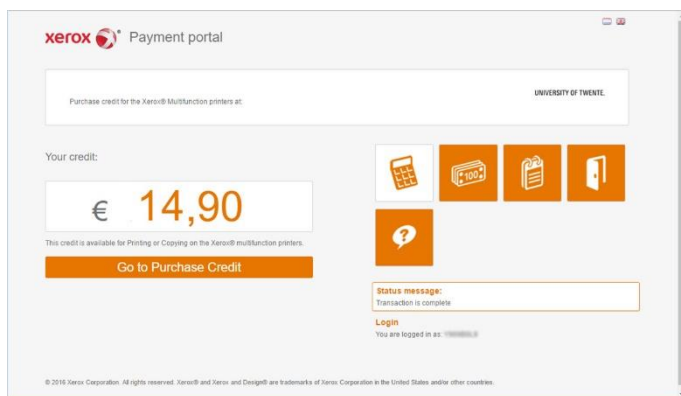 xerox Payment portal
Purchase credit for the Xerox® Multifunction printers at:
UNIVERSITY OF TWENTE.
Your credit:
€ 14,90
This credit is available for Printing or Copying on the Xerox® multifunction printers.
Go to Purchase Credit
100
?
Status message:
Transaction is complete
Login
You are logged in as:
© 2016 Xerox Corporation. All rights reserved. Xerox® and Xerox and Design® are trademarks of Xerox Corporation in the United States and/or other countries.